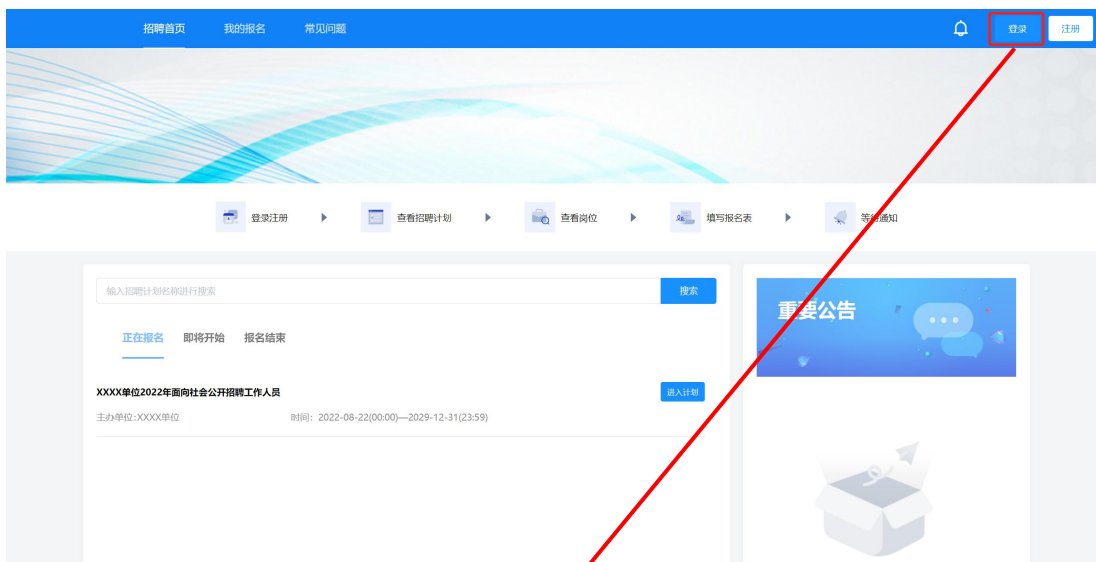 招聘首页 我的报名 常见问题 登录 注册
登录注册 查看招聘计划 查看岗位 填写报名表 等待通知
输入招聘计划名称进行搜索 搜索
正在报名 即将开始 报名结束
XXXX单位2022年面向社会公开招聘工作人员 进入计划
主办单位:XXXX单位 时间：2022-08-22(00:00)—2029-12-31(23:59)
重要公告